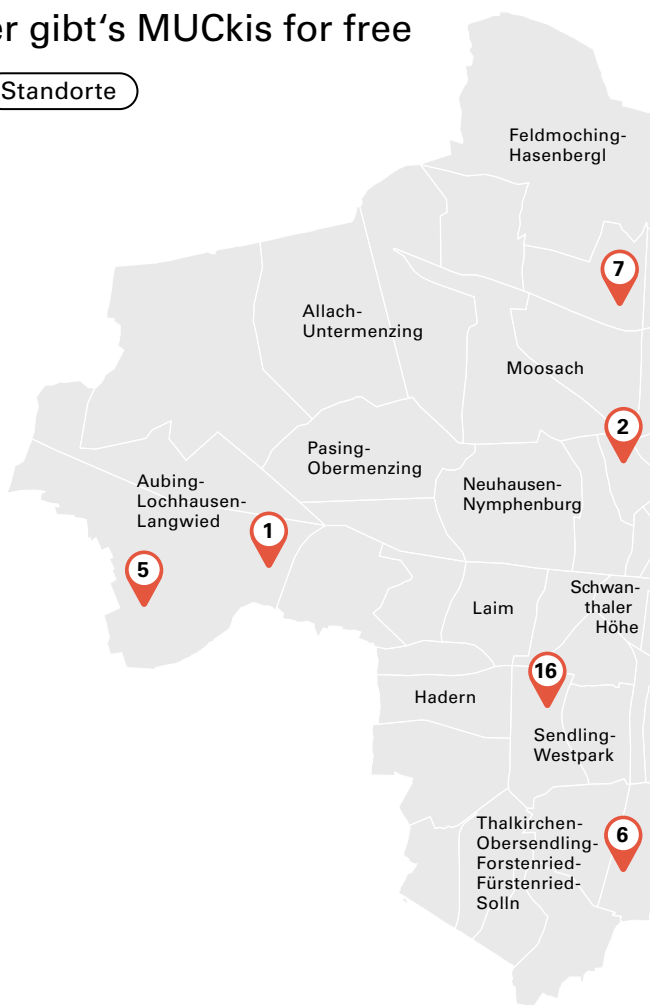 er gibt‘s MUCkis for free
Standorte
Feldmoching-
Hasenbergl
7
Allach-
Untermenzing
Moosach
2
Pasing-
Obermenzing
Aubing-
Lochhausen-
Langwied
Neuhausen-
Nymphenburg
1
5
Schwan-
thaler
Höhe
Laim
16
Hadern
Sendling-
Westpark
Thalkirchen-
Obersendling-
Forstenried-
Fürstenried-
Solln
6